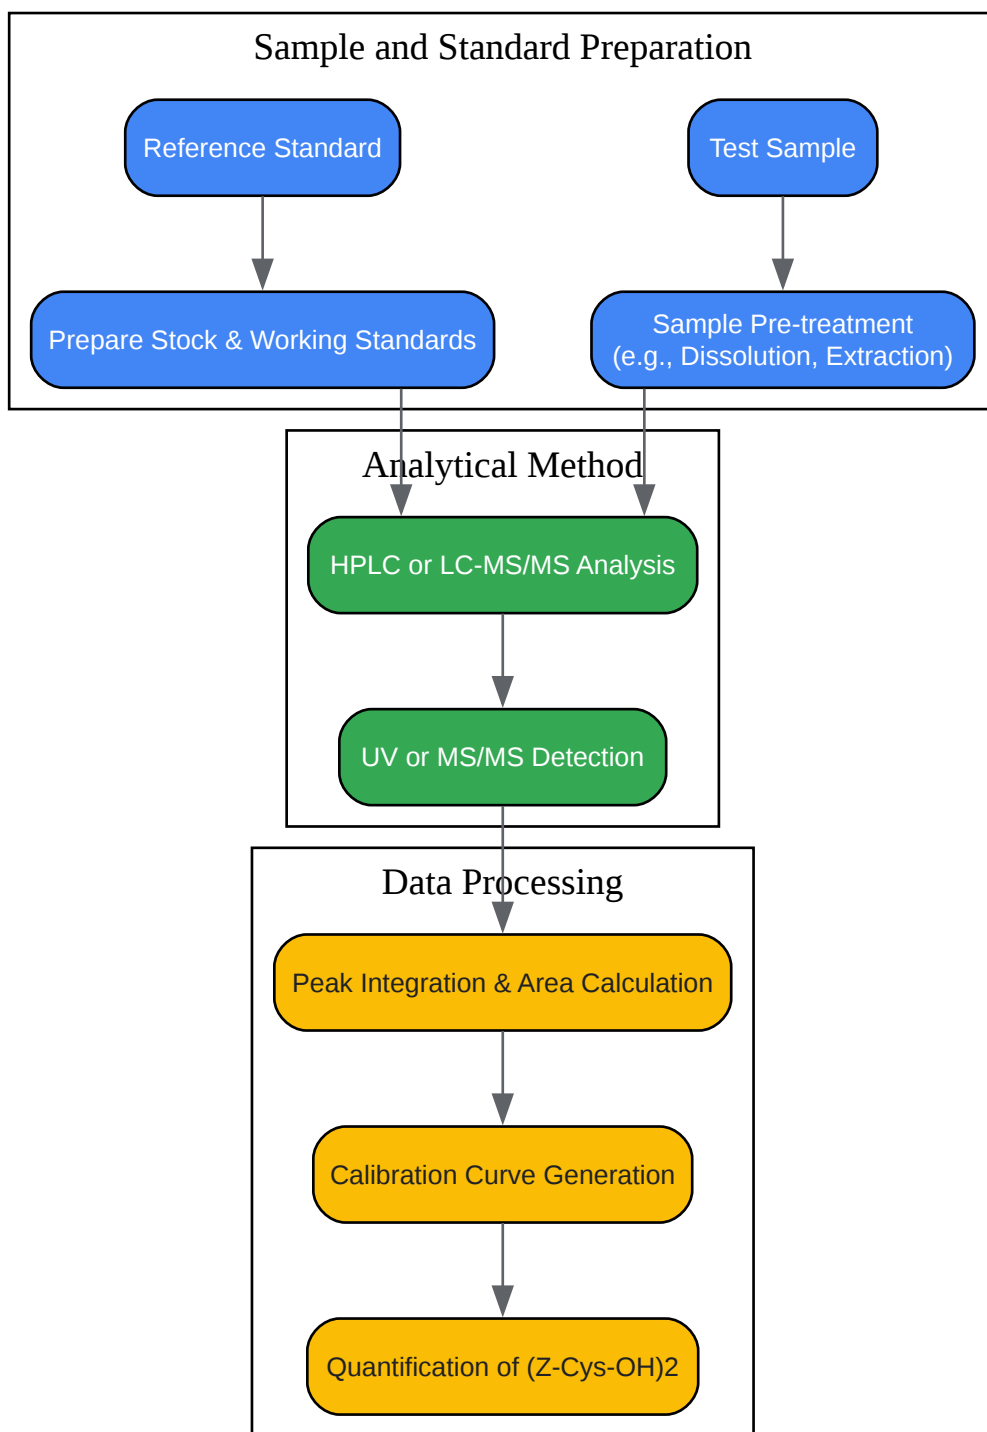 Sample and Standard Preparation
Reference Standard
Test Sample
Prepare Stock & Working Standards
Sample Pre-treatment
(e.g., Dissolution, Extraction)
Analytical Method
HPLC or LC-MS/MS Analysis
UV or MS/MS Detection
Data Processing
Peak Integration & Area Calculation
Calibration Curve Generation
Quantification of (Z-Cys-OH)2